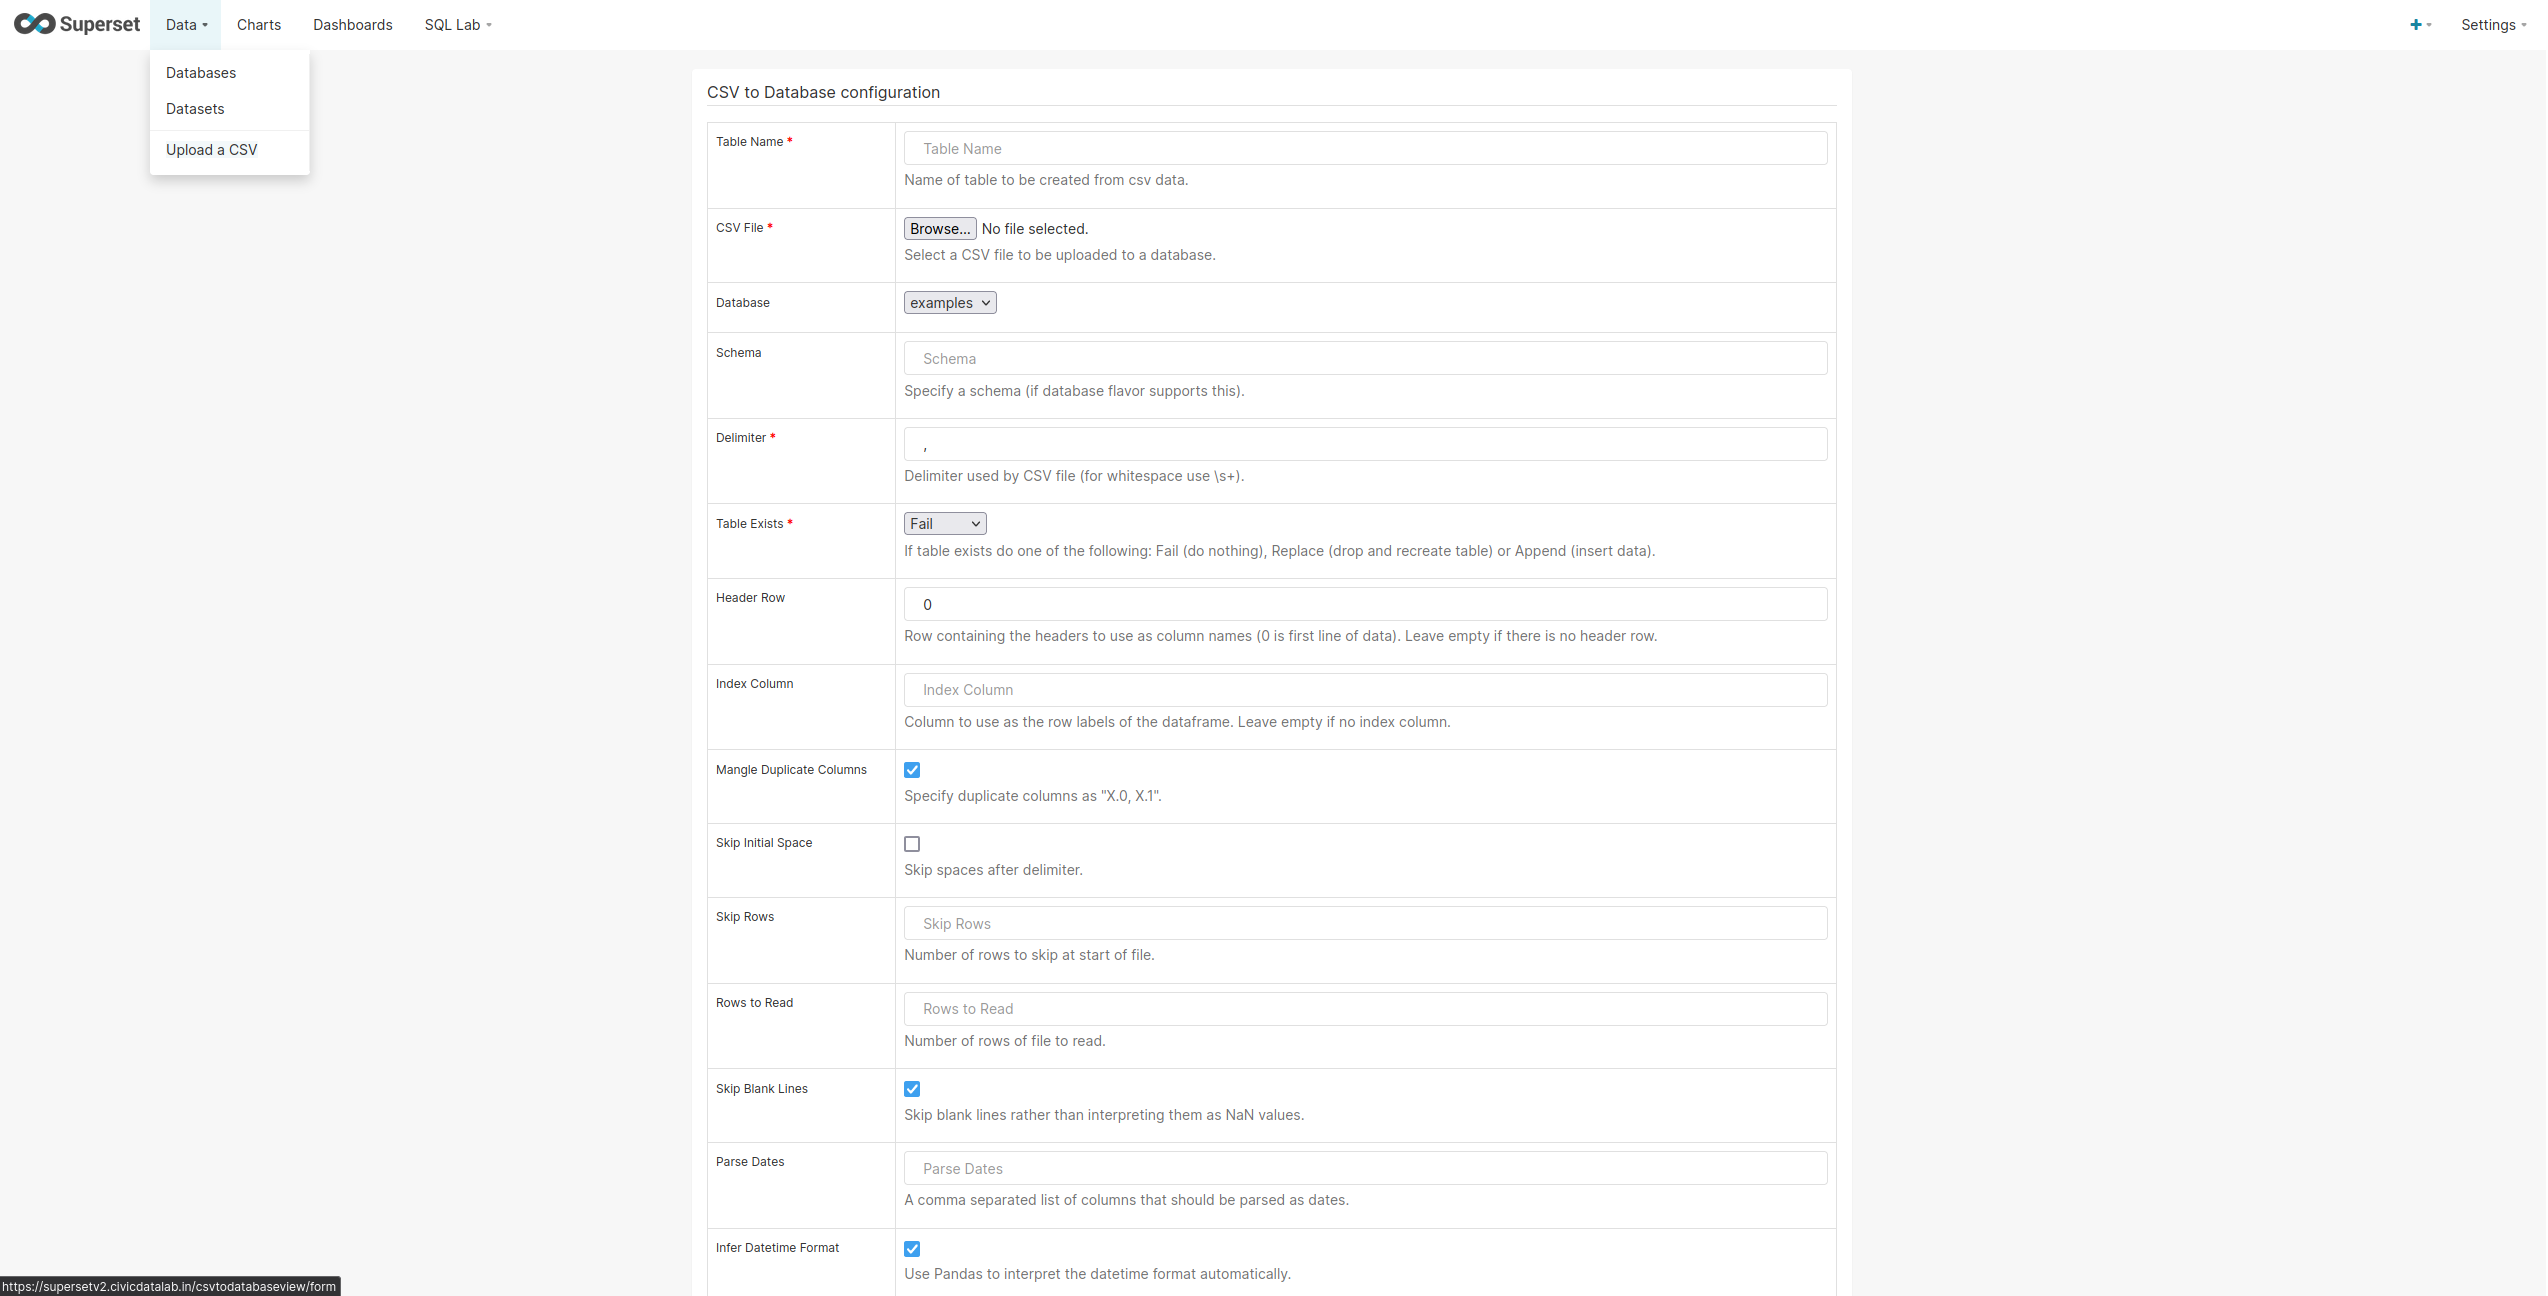 Superset Data Charts Dashboards SQL Lab Settings
Databases
Datasets
Upload a CSV
CSV to Database configuration
Table Name *
Table Name
Name of table to be created from csv data.
CSV File *
Browse... No file selected.
Select a CSV file to be uploaded to a database.
Database
examples
Schema
Schema
Specify a schema (if database flavor supports this).
Delimiter *
,
Delimiter used by CSV file (for whitespace use \s+).
Table Exists *
Fail
If table exists do one of the following: Fail (do nothing), Replace (drop and recreate table) or Append (insert data).
Header Row
0
Row containing the headers to use as column names (0 is first line of data). Leave empty if there is no header row.
Index Column
Index Column
Column to use as the row labels of the dataframe. Leave empty if no index column.
Mangle Duplicate Columns
Specify duplicate columns as "X.0, X.1".
Skip Initial Space
Skip spaces after delimiter.
Skip Rows
Skip Rows
Number of rows to skip at start of file.
Rows to Read
Rows to Read
Number of rows of file to read.
Skip Blank Lines
Skip blank lines rather than interpreting them as NaN values.
Parse Dates
Parse Dates
A comma separated list of columns that should be parsed as dates.
Infer Datetime Format
Use Pandas to interpret the datetime format automatically.
https://supersetv2.civicdatalab.in/csvtodatabaseview/form